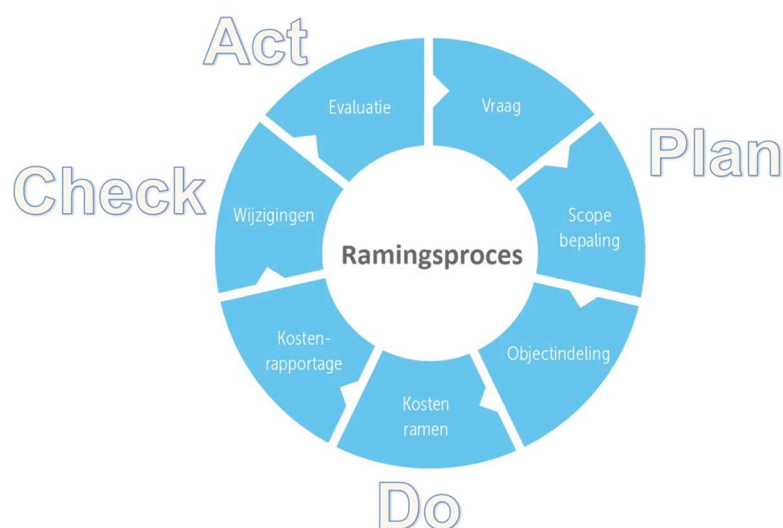 Act
Evaluatie
Vraag
Plan
Check
Wijzigingen
Scope
bepaling
Ramingsproces
Kosten-
rapportage
Objectindeling
Kosten
ramen
Do